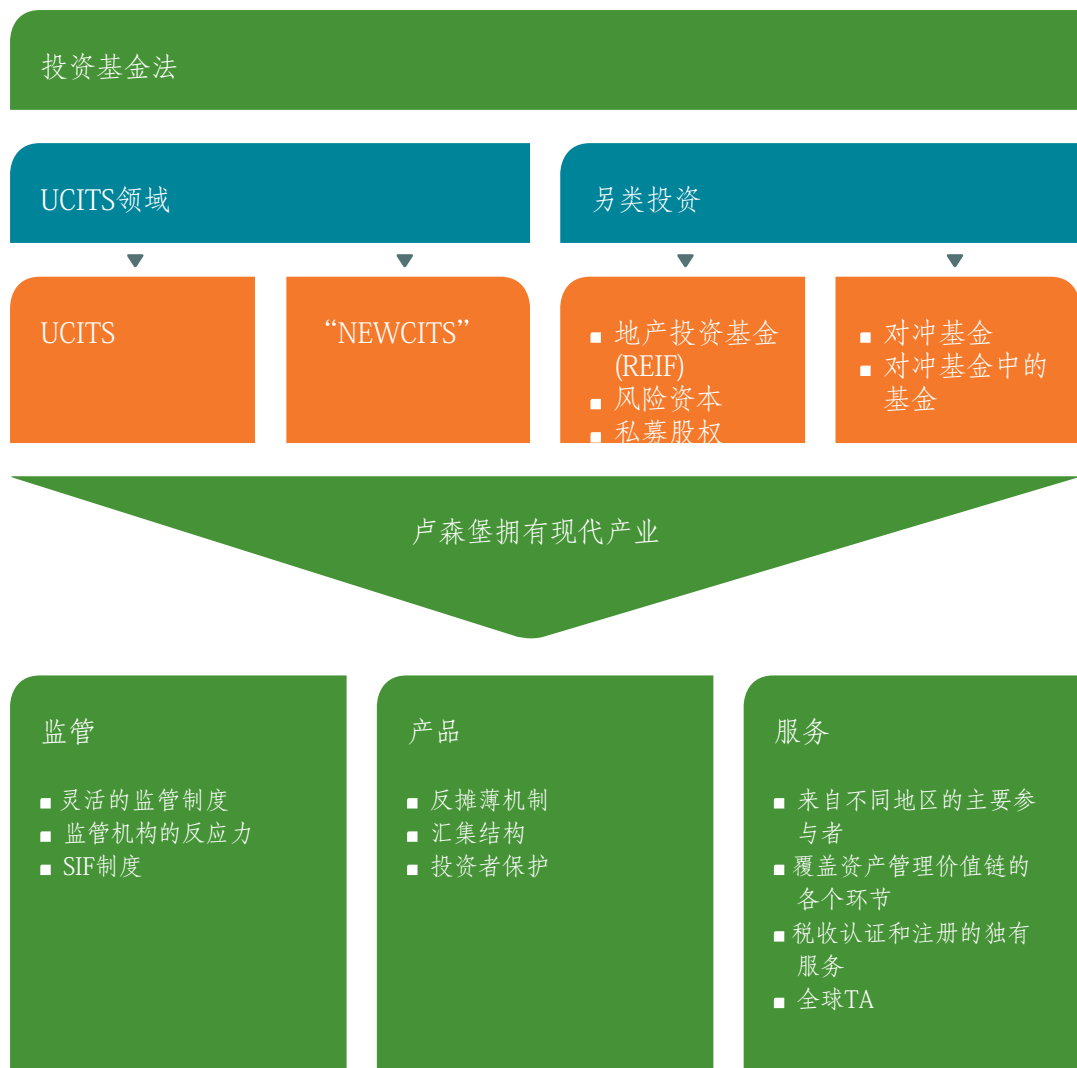 投资基金法
UCITS领域
另类投资
UCITS
“NEWCITS”
■ 地产投资基金
(REIF)
■ 风险资本
■ 私募股权
■ 对冲基金
■ 对冲基金中的
基金
卢森堡拥有现代产业
监管
■ 灵活的监管制度
■ 监管机构的反应力
■ SIF制度
产品
■ 反摊薄机制
■ 汇集结构
■ 投资者保护
服务
■ 来自不同地区的主要参
与者
■ 覆盖资产管理价值链的
各个环节
■ 税收认证和注册的独有
服务
■ 全球TA